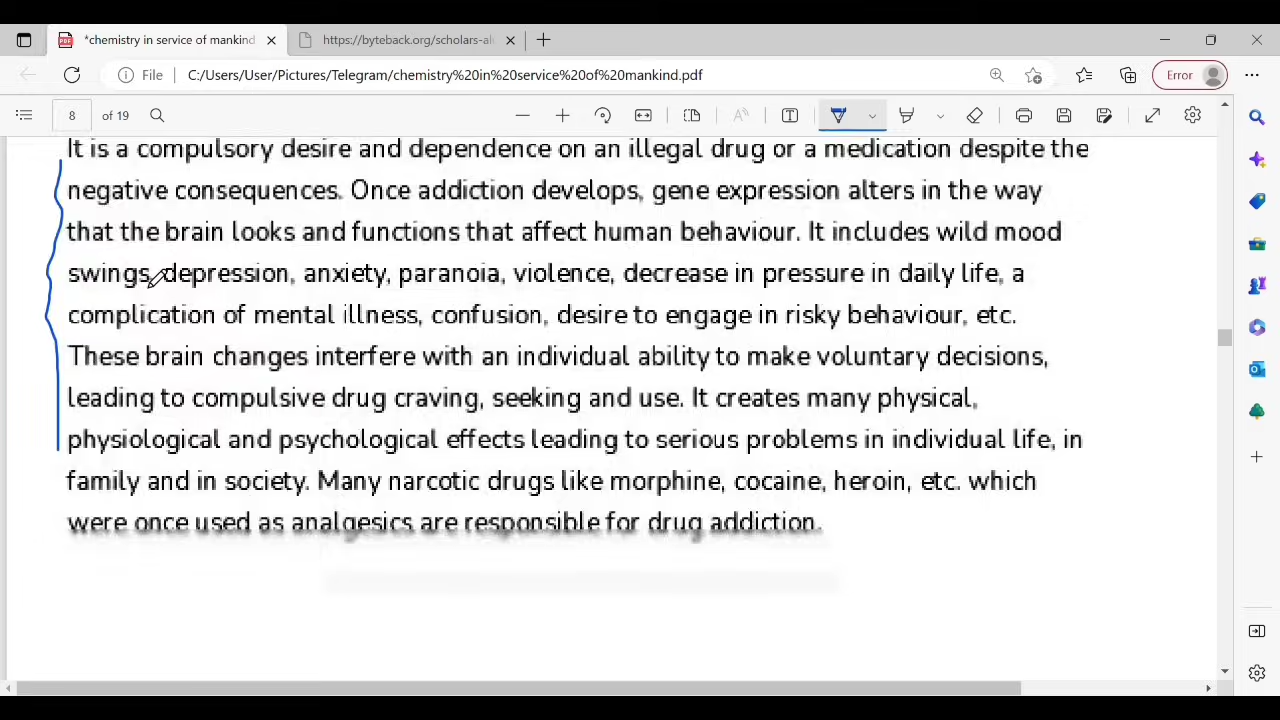 *chemistry in service of mankind
https://byteback.org/scholars-al
File
C:/Users/User/Pictures/Telegram/chemistry%20in%20service%20of%20mankind.pdf
Error
8 of 19
It is a compulsory desire and dependence on an illegal drug or a medication despite the
negative consequences. Once addiction develops, gene expression alters in the way
that the brain looks and functions that affect human behaviour. It includes wild mood
swings, depression, anxiety, paranoia, violence, decrease in pressure in daily life, a
complication of mental illness, confusion, desire to engage in risky behaviour, etc.
These brain changes interfere with an individual ability to make voluntary decisions,
leading to compulsive drug craving, seeking and use. It creates many physical,
physiological and psychological effects leading to serious problems in individual life, in
family and in society. Many narcotic drugs like morphine, cocaine, heroin, etc. which
were once used as analgesics are responsible for drug addiction.